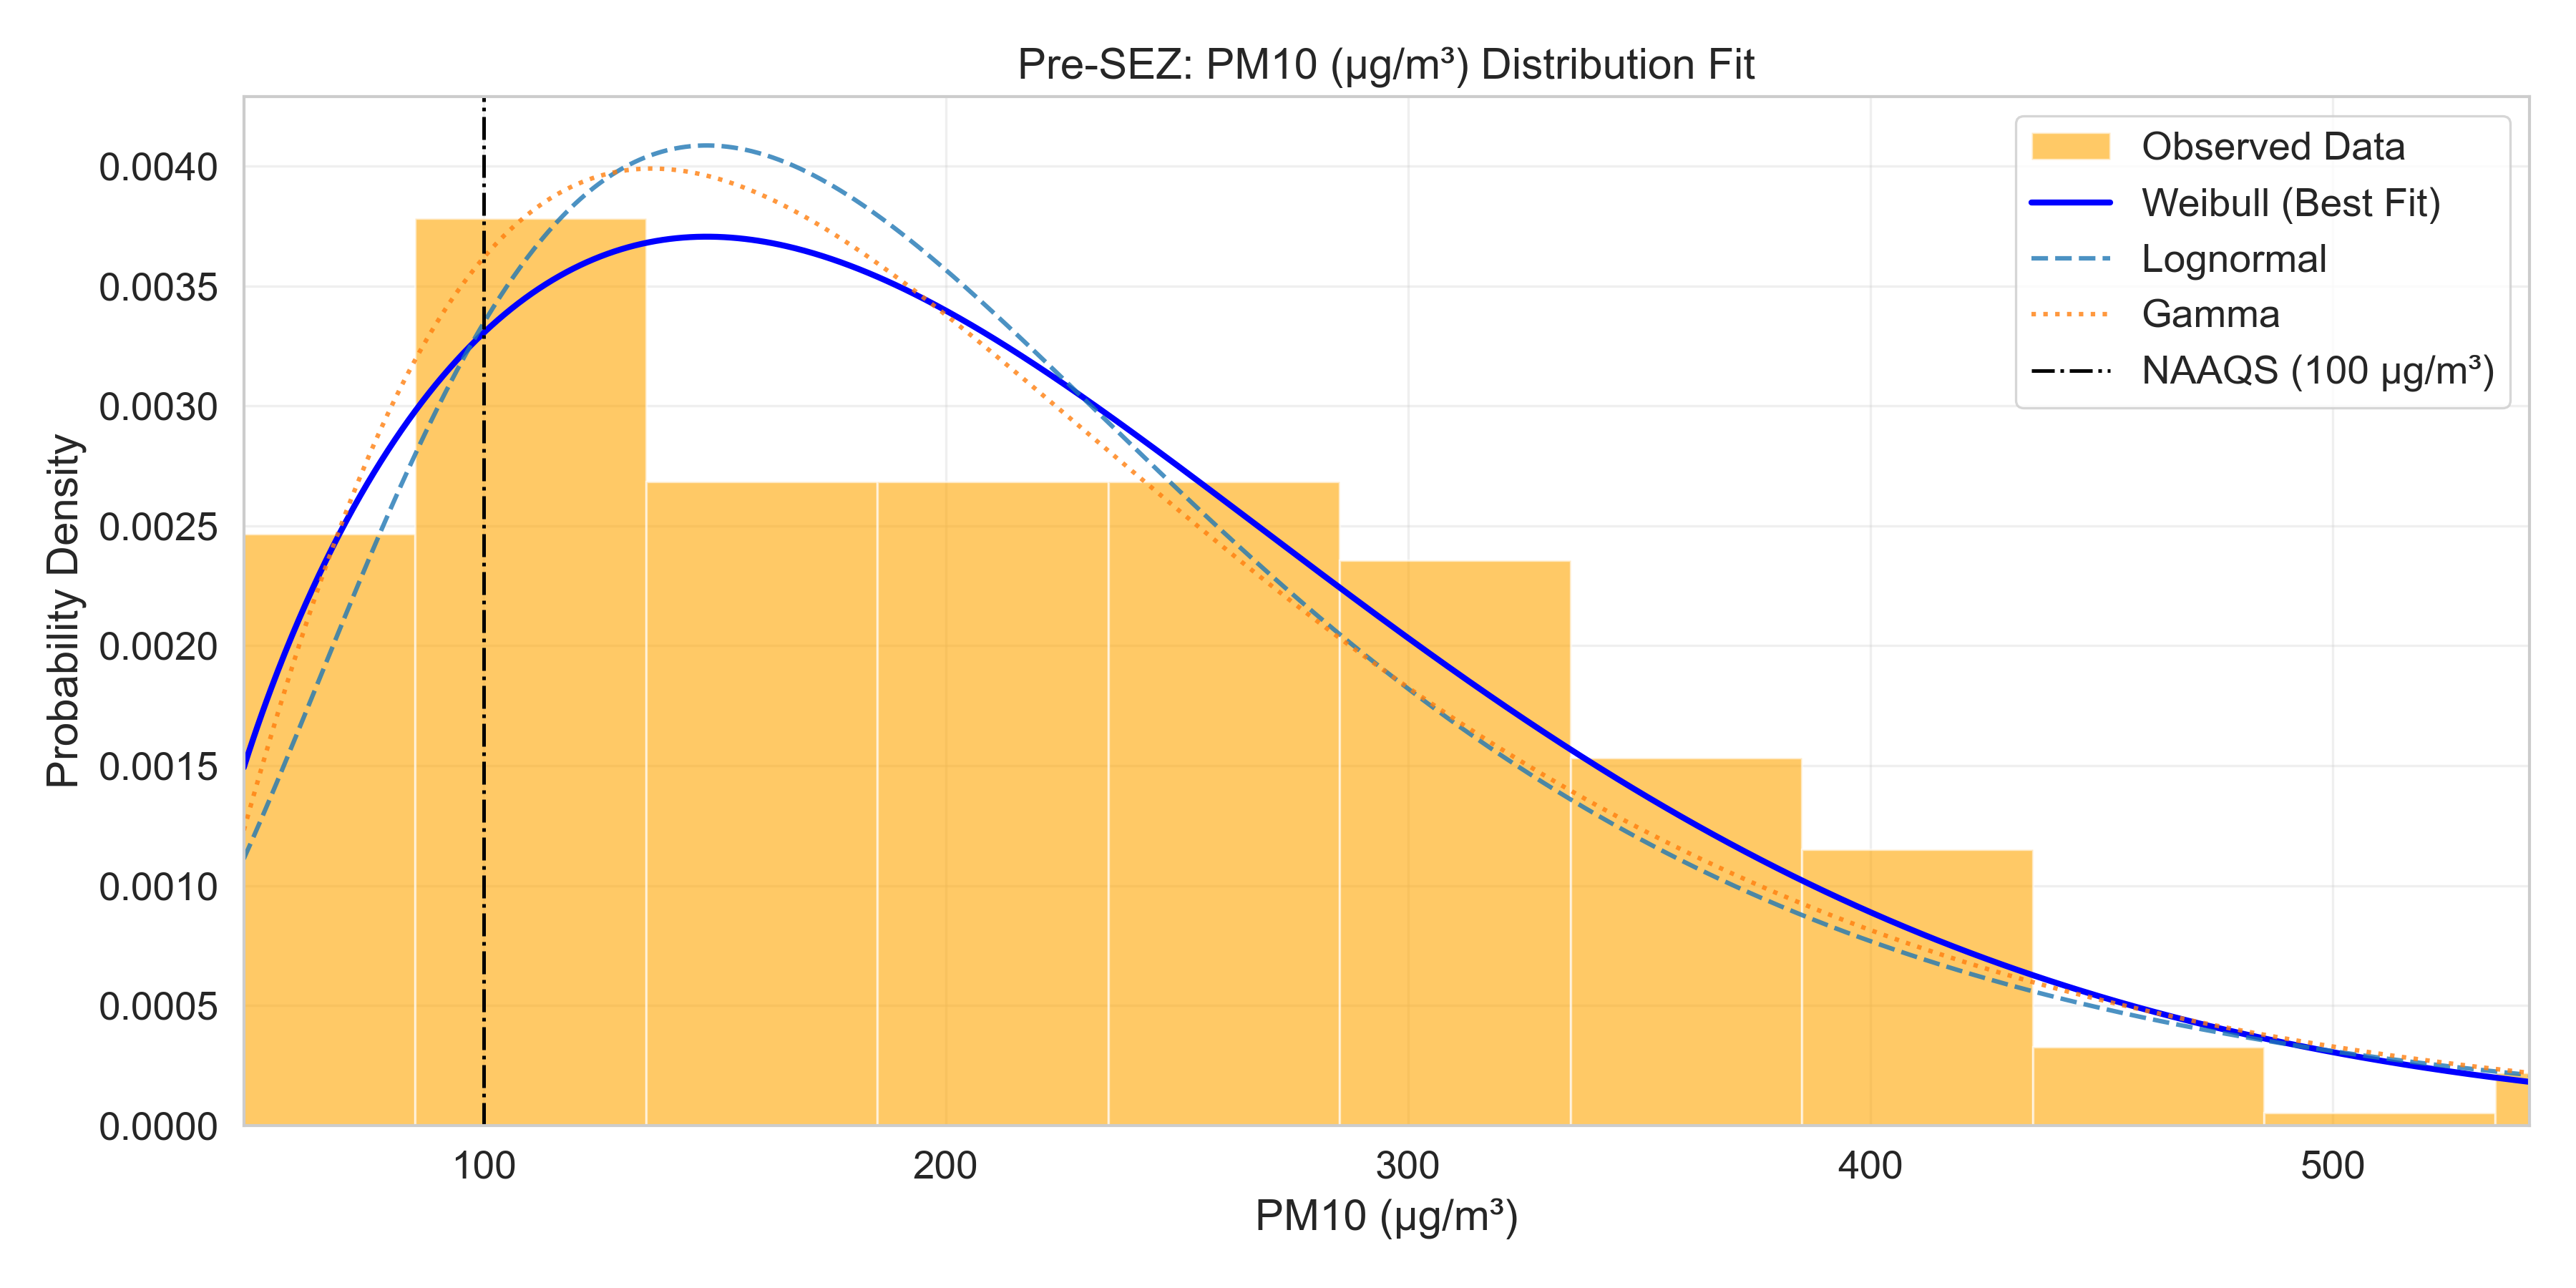 Pre-SEZ: PM10 (µg/m³) Distribution Fit
Observed Data
Weibull (Best Fit)
Lognormal
Gamma
NAAQS (100 µg/m³)
Probability Density
0.0040
0.0035
0.0030
0.0025
0.0020
0.0015
0.0010
0.0005
0.0000
100 200 300 400 500
PM10 (µg/m³)